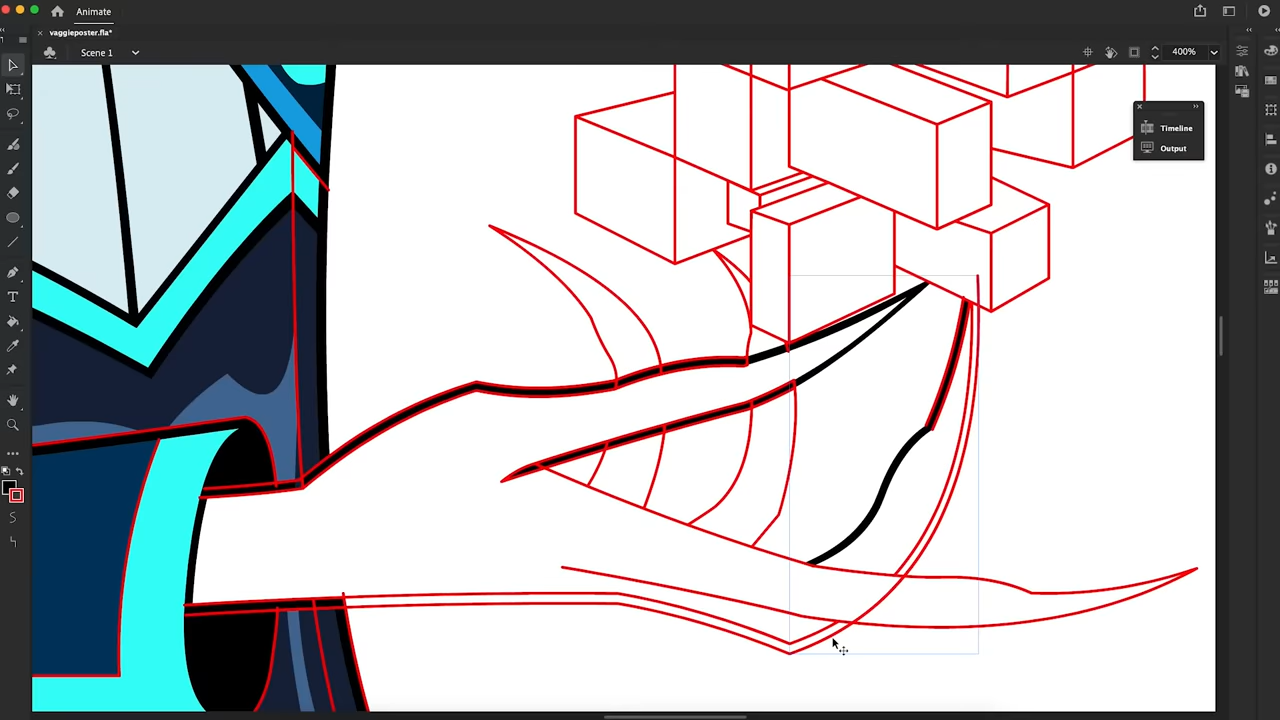 Animate
vaggieposter.fla*
Scene 1
400%
Timeline
Output